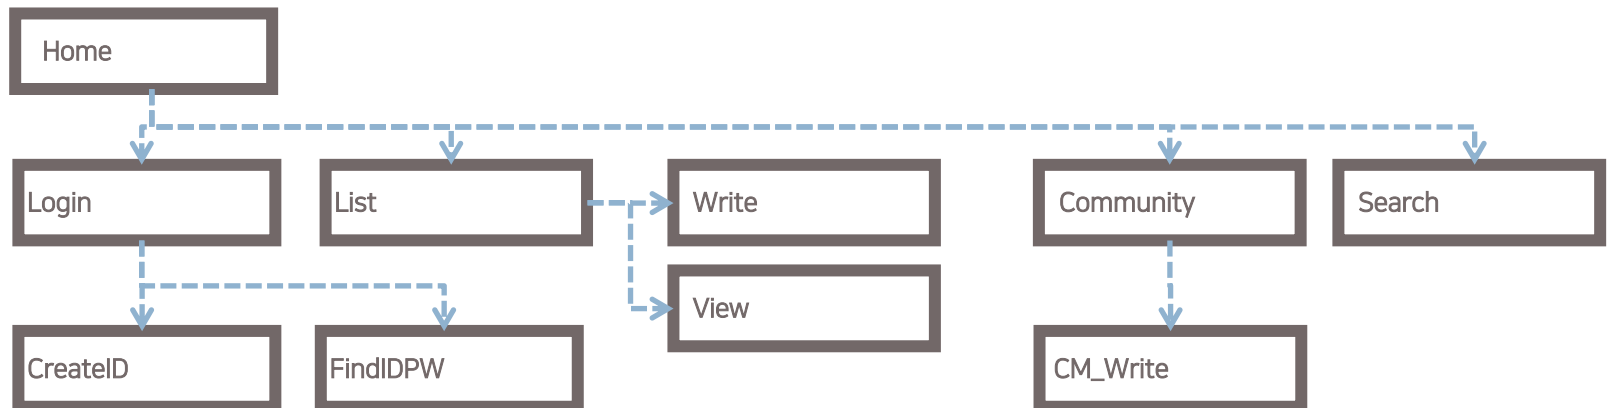 Home
Login
List
Write
Community
Search
View
CreateID
FindIDPW
CM_Write